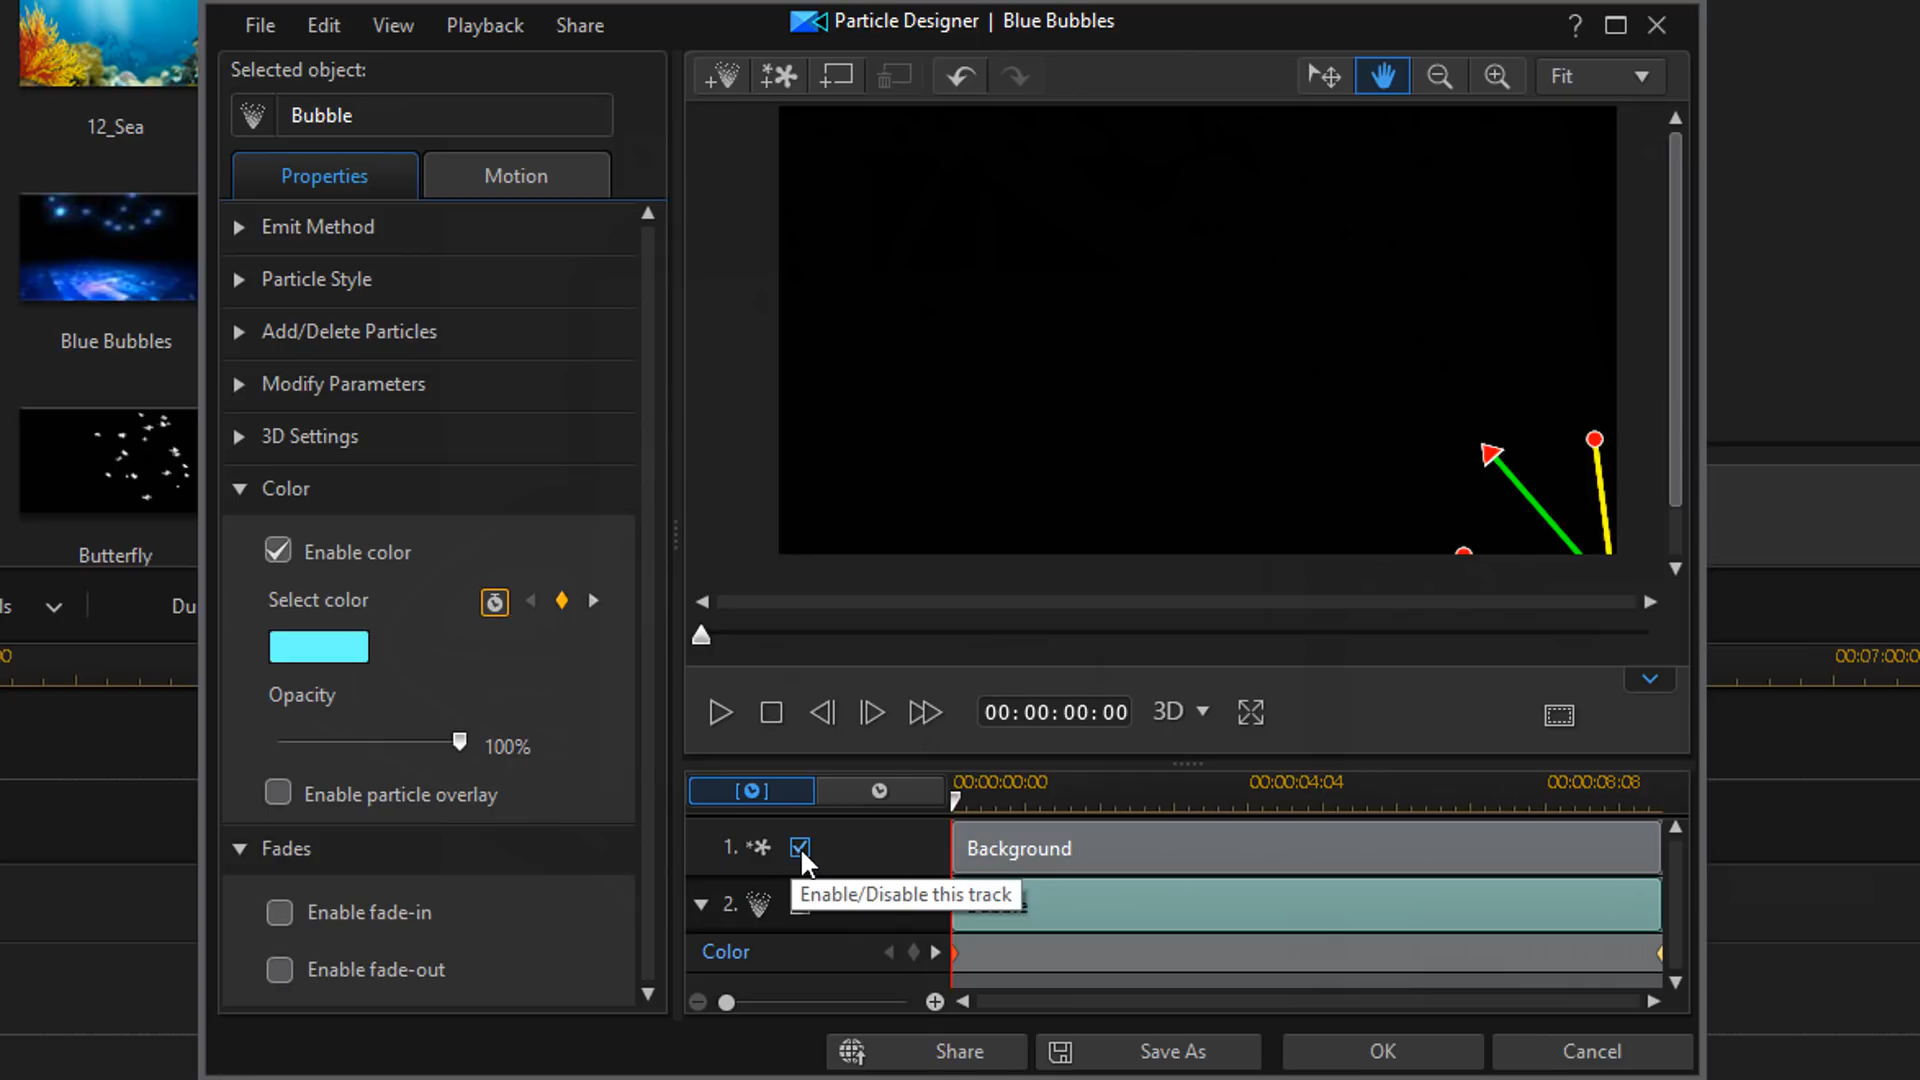 File Edit View Playback Share
Particle Designer | Blue Bubbles
?
Selected object:
Bubble
Properties Motion
Emit Method
Particle Style
Add/Delete Particles
Modify Parameters
3D Settings
Color
Enable color
Select color
Opacity
100%
Enable particle overlay
Fades
Enable fade-in
Enable fade-out
12_Sea
Blue Bubbles
Butterfly
ls
Du
00:07:00:0
Fit
00:00:00:00 3D
00:00:00:00 00:00:04:04 00:00:08:08
1. Background
Enable/Disable this track
2.
Color
Share Save As OK Cancel